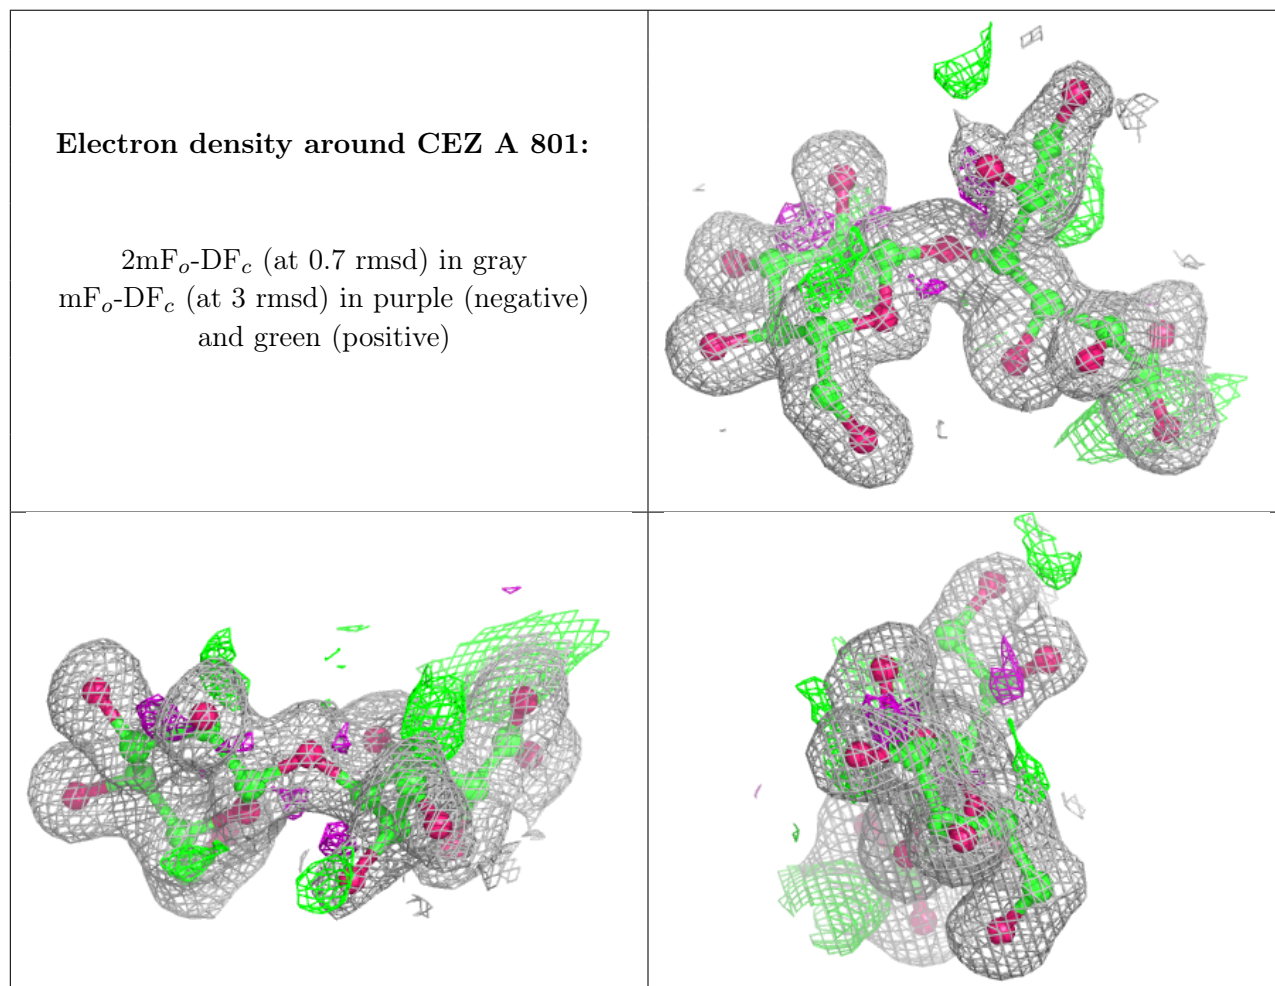 Electron density around CEZ A 801:
2mFo-DFc (at 0.7 rmsd) in gray
mFo-DFc (at 3 rmsd) in purple (negative)
and green (positive)